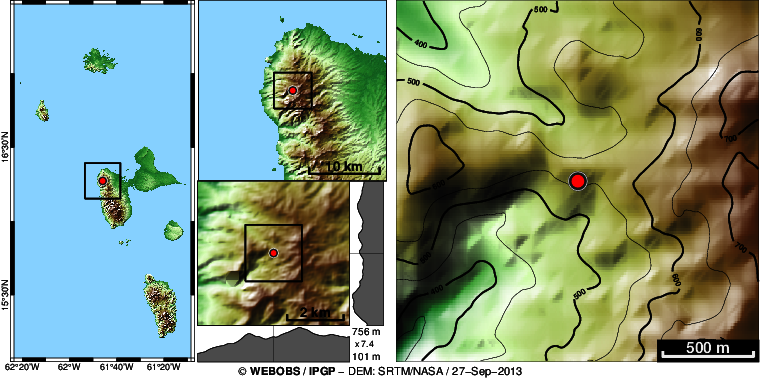 16°30'N
15°30'N
62°20'W
62°W
61°40'W
61°20'W
10 km
2 km
756 m
x7.4
101 m
400
500
600
500
700
700
600
500
500 m
© WEBOBS / IPGP – DEM: SRTM/NASA / 27–Sep–2013